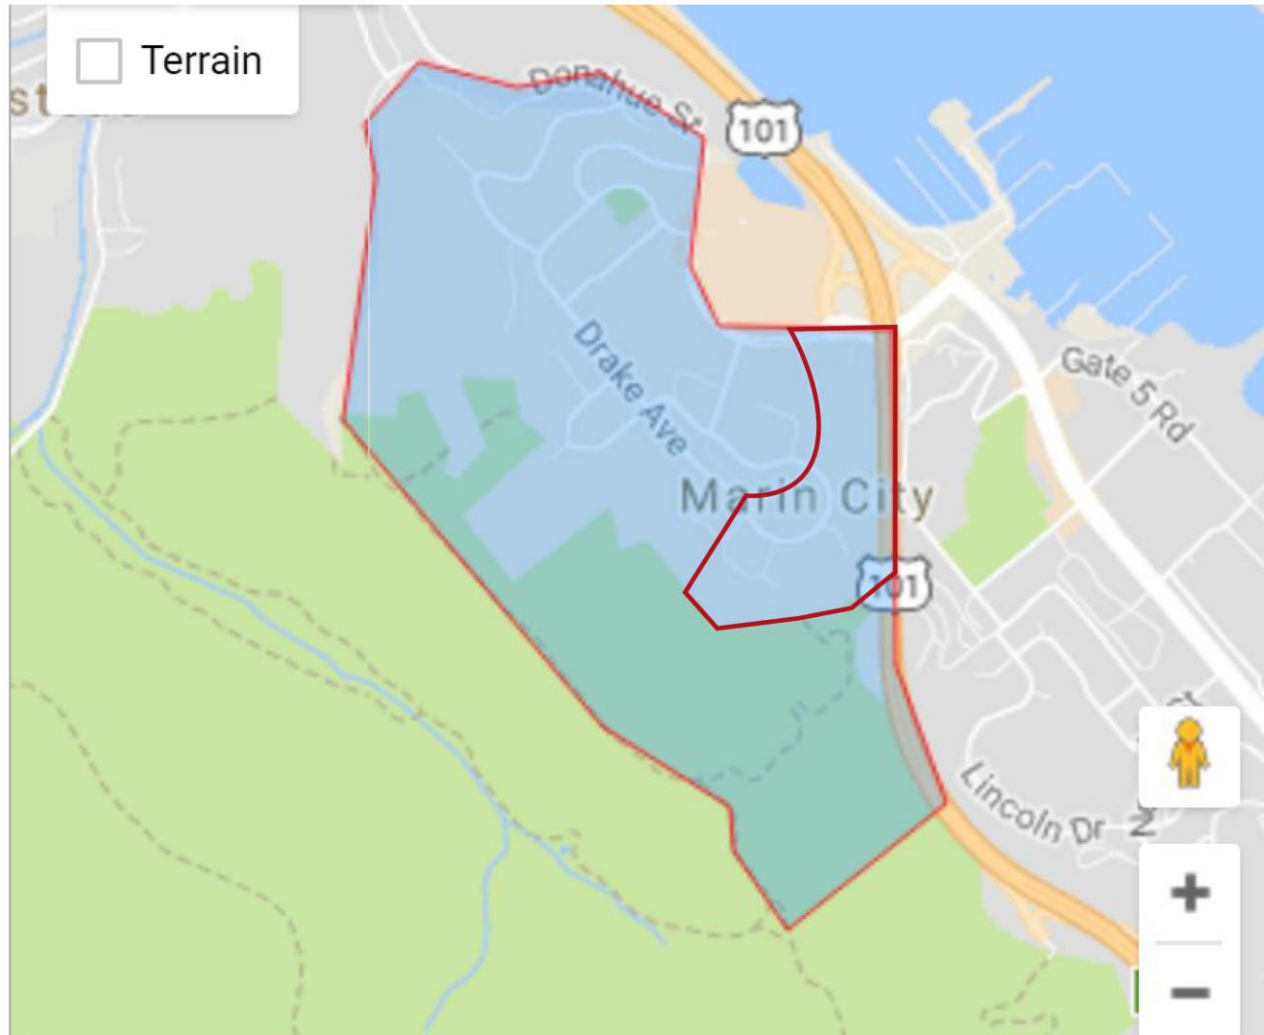 Terrain
Donahue St
101
Drake Ave
Gate 5 Rd
Marin City
101
Lincoln Dr